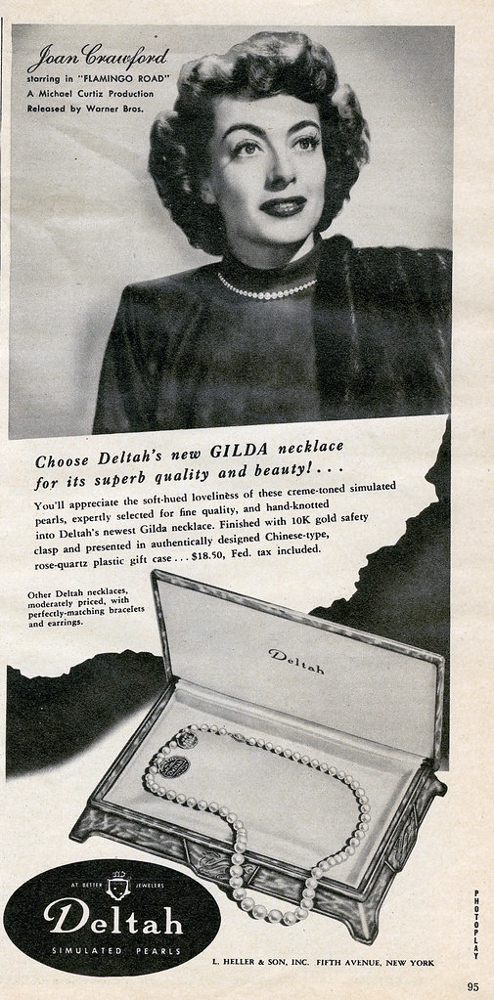 Joan Crawford
starring in "FLAMINGO ROAD"
A Michael Curtiz Production
Released by Warner Bros.
Choose Deltah's new GILDA necklace
for its superb quality and beauty! . . .
You'll appreciate the soft-hued loveliness of these creme-toned simulated
pearls, expertly selected for fine quality, and hand-knotted
into Deltah's newest Gilda necklace. Finished with 10K gold safety
clasp and presented in authentically designed Chinese-type,
rose-quartz plastic gift case . . . $18.50, Fed. tax included.
Other Deltah necklaces,
moderately priced, with
perfectly-matching bracelets
and earrings.
Deltah
AT BETTER JEWELERS
Deltah
SIMULATED PEARLS
L. HELLER & SON, INC. FIFTH AVENUE, NEW YORK
PHOTOPLAY
95